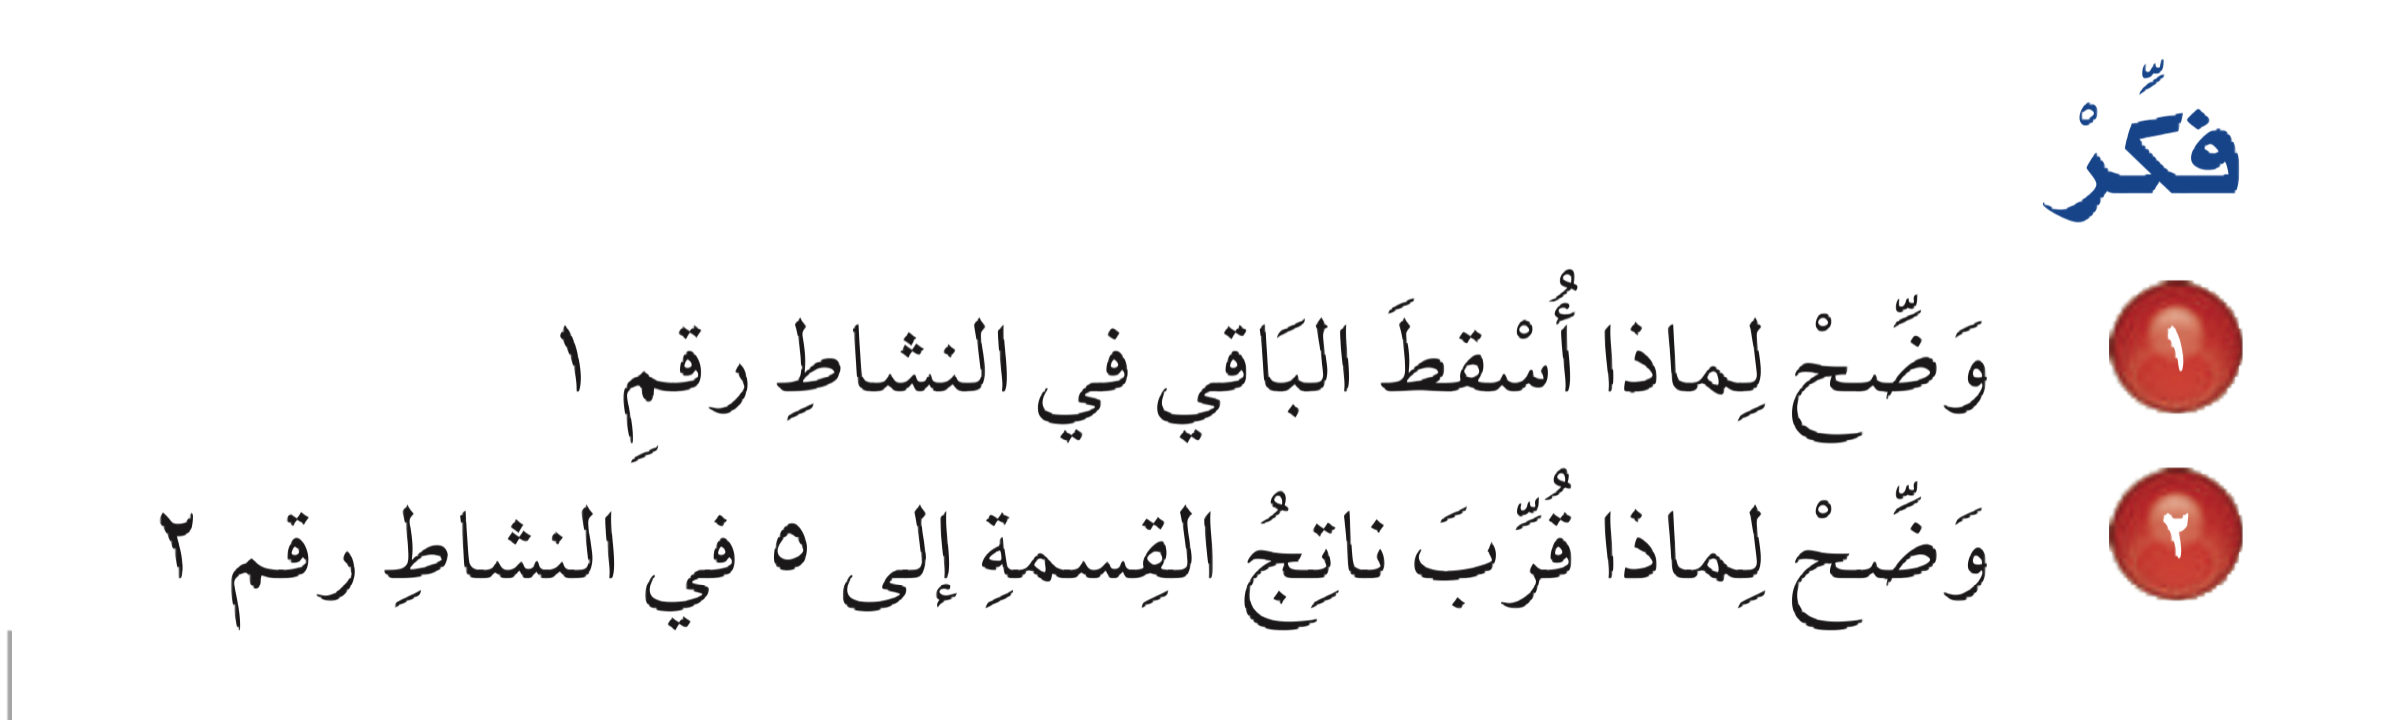 فكِّرْ
١ وَضِّحْ لِماذا أُسْقطَ البَاقي في النشاطِ رقمِ ١
٢ وَضِّحْ لِماذا قُرِّبَ ناتِجُ القِسمةِ إلى ٥ في النشاطِ رقم ٢